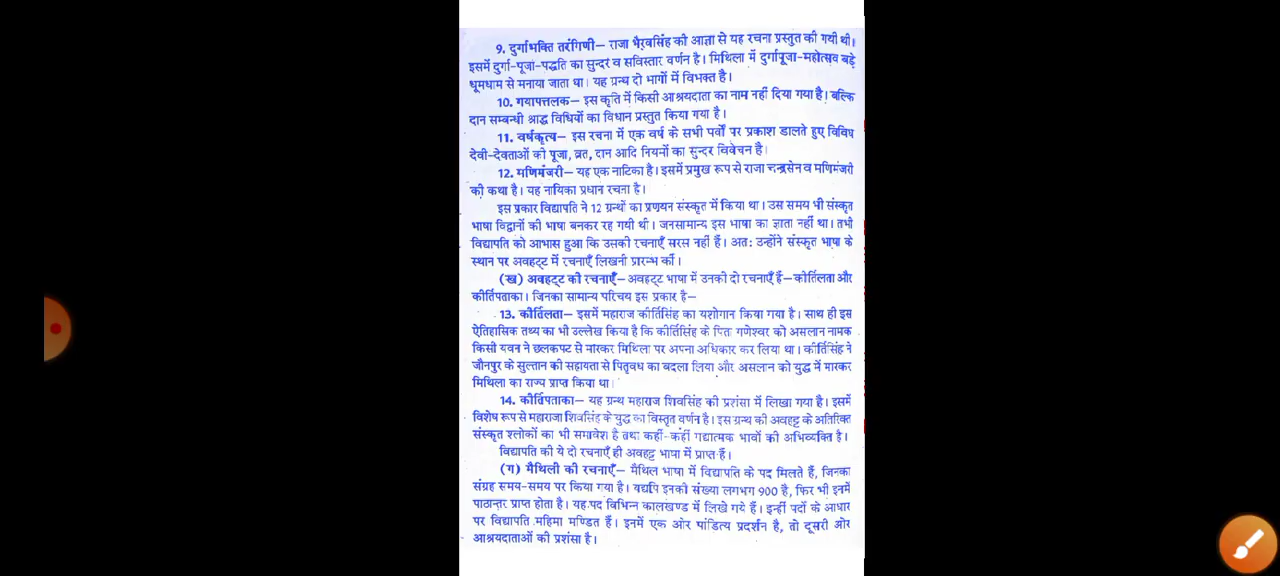 9. दुर्गाभक्ति तरंगिणी— राजा भैरवसिंह की आज्ञा से यह रचना प्रस्तुत की गयी थी।
इसमें दुर्गा-पूजा-पद्धति का सुन्दर व सविस्तार वर्णन है। मिथिला में दुर्गापूजा-महोत्सव बड़े
धूमधाम से मनाया जाता था। यह ग्रन्थ दो भागों में विभक्त है।
10. गयापत्तलक— इस कृति में किसी आश्रयदाता का नाम नहीं दिया गया है। बल्कि
दान सम्बन्धी श्राद्ध विधियों का विधान प्रस्तुत किया गया है।
11. वर्षकृत्य— इस रचना में एक वर्ष के सभी पर्वों पर प्रकाश डालते हुए विविध
देवी-देवताओं की पूजा, व्रत, दान आदि नियमों का सुन्दर विवेचन है।
12. मणिमंजरी— यह एक नाटिका है। इसमें प्रमुख रूप से राजा चन्द्रसेन व मणिमंजरी
की कथा है। यह नायिका प्रधान रचना है।
इस प्रकार विद्यापति ने 12 ग्रन्थों का प्रणयन संस्कृत में किया था। उस समय भी संस्कृत
भाषा विद्वानों की भाषा बनकर रह गयी थी। जनसामान्य इस भाषा का ज्ञाता नहीं था। तभी
विद्यापति को आभास हुआ कि उसकी रचनाएँ सरस नहीं हैं। अत: उन्होंने संस्कृत भाषा के
स्थान पर अवहट्ट में रचनाएँ लिखनी प्रारम्भ कीं।
(ख) अवहट्ट की रचनाएँ— अवहट्ट भाषा में उनकी दो रचनाएँ हैं—कीर्तिलता और
कीर्तिपताका। जिनका सामान्य परिचय इस प्रकार है—
13. कीर्तिलता— इसमें महाराज कीर्तिसिंह का यशोगान किया गया है। साथ ही इस
ऐतिहासिक तथ्य का भी उल्लेख किया है कि कीर्तिसिंह के पिता गणेश्वर को असलान नामक
किसी यवन ने छलकपट से मारकर मिथिला पर अपना अधिकार कर लिया था। कीर्तिसिंह ने
जौनपुर के सुल्तान की सहायता से पितृवध का बदला लिया और असलान को युद्ध में मारकर
मिथिला का राज्य प्राप्त किया था।
14. कीर्तिपताका— यह ग्रन्थ महाराज शिवसिंह की प्रशंसा में लिखा गया है। इसमें
विशेष रूप से महाराजा शिवसिंह के युद्ध का विस्तृत वर्णन है। इस ग्रन्थ की अवहट्ट के अतिरिक्त
संस्कृत श्लोकों का भी समावेश है तथा कहीं-कहीं गद्यात्मक भावों की अभिव्यक्ति है।
विद्यापति की ये दो रचनाएँ ही अवहट्ट भाषा में प्राप्त हैं।
(ग) मैथिली की रचनाएँ— मैथिल भाषा में विद्यापति के पद मिलते हैं, जिनका
संग्रह समय-समय पर किया गया है। यद्यपि इनकी संख्या लगभग 900 है, फिर भी इनमें
पाठान्तर प्राप्त होता है। यह पद विभिन्न कालखण्ड में लिखे गये हैं। इन्हीं पदों के आधार
पर विद्यापति महिमा मण्डित हैं। इनमें एक ओर पांडित्य प्रदर्शन है, तो दूसरी ओर
आश्रयदाताओं की प्रशंसा है।